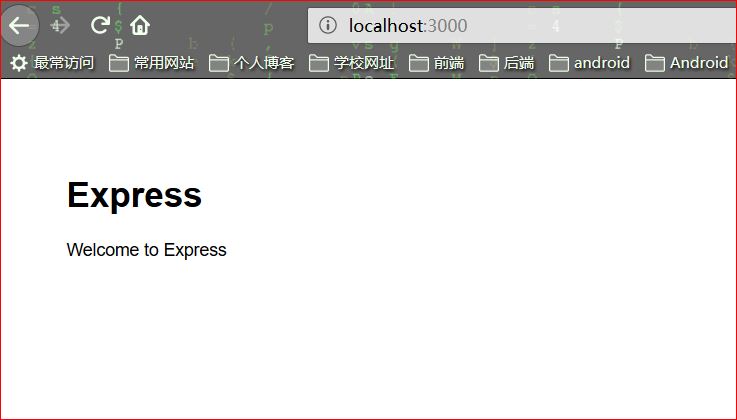 localhost:3000
最常访问 常用网站 个人博客 学校网址 前端 后端 android Android
Express
Welcome to Express